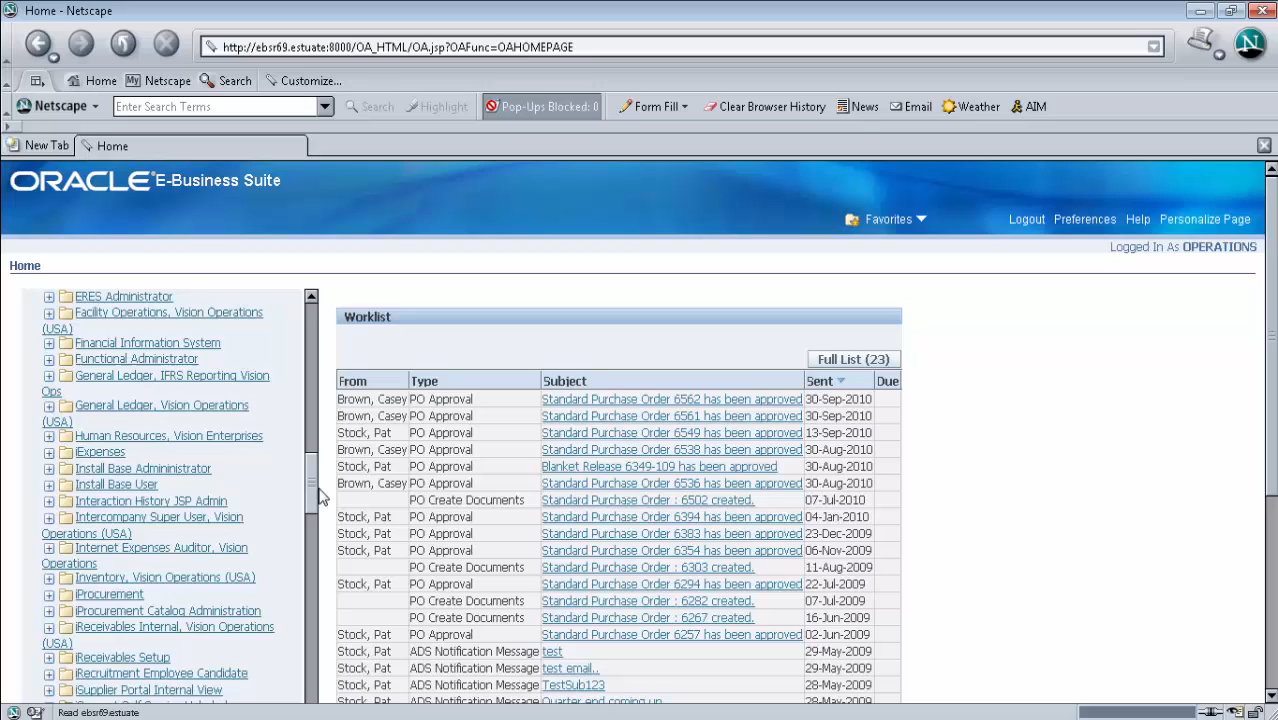 Home - Netscape
http://ebsr69.estuate:8000/OA_HTML/OA.jsp?OAFunc=OAHOMEPAGE
Home My Netscape Search Customize...
Netscape Enter Search Terms Search Highlight Pop-Ups Blocked: 0 Form Fill Clear Browser History News Email Weather AIM
New Tab Home
ORACLE E-Business Suite
Favorites Logout Preferences Help Personalize Page
Logged In As OPERATIONS
Home
ERES Administrator
Facility Operations, Vision Operations
(USA)
Financial Information System
Functional Administrator
General Ledger, IFRS Reporting Vision
Ops
General Ledger, Vision Operations
(USA)
Human Resources, Vision Enterprises
iExpenses
Install Base Admininistrator
Install Base User
Interaction History JSP Admin
Intercompany Super User, Vision
Operations (USA)
Internet Expenses Auditor, Vision
Operations
Inventory, Vision Operations (USA)
iProcurement
iProcurement Catalog Administration
iReceivables Internal, Vision Operations
(USA)
iReceivables Setup
iRecruitment Employee Candidate
iSupplier Portal Internal View
Worklist
Full List (23)
From Type Subject Sent Due
Brown, Casey PO Approval Standard Purchase Order 6562 has been approved 30-Sep-2010
Brown, Casey PO Approval Standard Purchase Order 6561 has been approved 30-Sep-2010
Stock, Pat PO Approval Standard Purchase Order 6549 has been approved 13-Sep-2010
Brown, Casey PO Approval Standard Purchase Order 6538 has been approved 30-Aug-2010
Stock, Pat PO Approval Blanket Release 6349-109 has been approved 30-Aug-2010
Brown, Casey PO Approval Standard Purchase Order 6536 has been approved 30-Aug-2010
PO Create Documents Standard Purchase Order : 6502 created. 07-Jul-2010
Stock, Pat PO Approval Standard Purchase Order 6394 has been approved 04-Jan-2010
Stock, Pat PO Approval Standard Purchase Order 6383 has been approved 23-Dec-2009
Stock, Pat PO Approval Standard Purchase Order 6354 has been approved 06-Nov-2009
PO Create Documents Standard Purchase Order : 6303 created. 11-Aug-2009
Stock, Pat PO Approval Standard Purchase Order 6294 has been approved 22-Jul-2009
PO Create Documents Standard Purchase Order : 6282 created. 07-Jul-2009
PO Create Documents Standard Purchase Order : 6267 created. 16-Jun-2009
Stock, Pat PO Approval Standard Purchase Order 6257 has been approved 02-Jun-2009
Stock, Pat ADS Notification Message test 29-May-2009
Stock, Pat ADS Notification Message test email.. 29-May-2009
Stock, Pat ADS Notification Message TestSub123 28-May-2009
Stock, Pat ADS Notification Message Quarter end coming up 28-May-2009
Read ebsr69.estuate